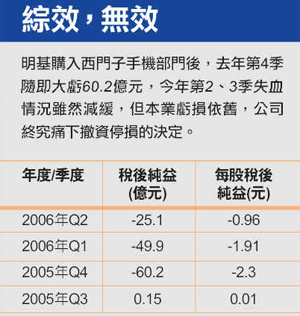 綜效，無效
明基購入西門子手機部門後，去年第4季
隨即大虧60.2億元，今年第2、3季失血
情況雖然減緩，但本業虧損依舊，公司
終究痛下撤資停損的決定。
年度/季度 稅後純益 每股稅後
(億元) 純益(元)
2006年Q2 -25.1 -0.96
2006年Q1 -49.9 -1.91
2005年Q4 -60.2 -2.3
2005年Q3 0.15 0.01